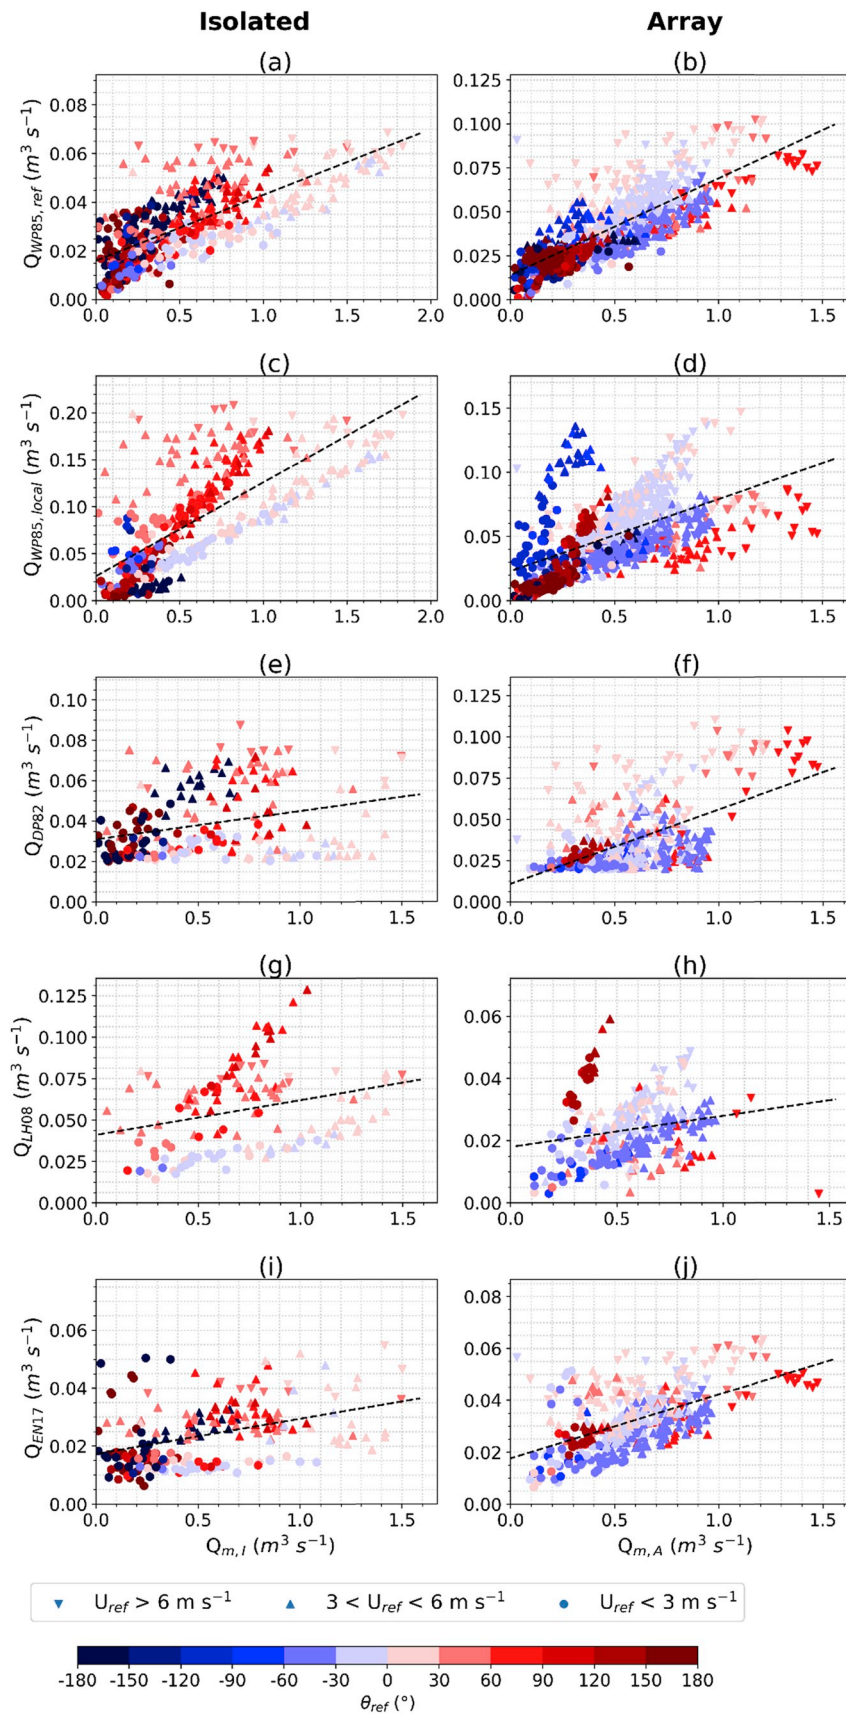 Isolated Array
(a) (b)
Q_WP85,ref (m³ s⁻¹)
0.08 0.125
0.06 0.100
0.04 0.075
0.02 0.050
0.00 0.025
0.000
0.0 0.5 1.0 1.5 2.0 0.0 0.5 1.0 1.5
(c) (d)
Q_WP85,local (m³ s⁻¹)
0.20 0.15
0.15 0.10
0.10 0.05
0.05 0.00
0.00
0.0 0.5 1.0 1.5 2.0 0.0 0.5 1.0 1.5
(e) (f)
Q_DP82 (m³ s⁻¹)
0.10 0.125
0.08 0.100
0.06 0.075
0.04 0.050
0.02 0.025
0.00 0.000
0.0 0.5 1.0 1.5 0.0 0.5 1.0 1.5
(g) (h)
Q_LH08 (m³ s⁻¹)
0.125 0.06
0.100 0.04
0.075 0.02
0.050 0.00
0.025
0.000
0.0 0.5 1.0 1.5 0.0 0.5 1.0 1.5
(i) (j)
Q_EN17 (m³ s⁻¹)
0.06 0.08
0.04 0.06
0.02 0.04
0.00 0.02
0.00
0.0 0.5 1.0 1.5 0.0 0.5 1.0 1.5
Q_m,I (m³ s⁻¹) Q_m,A (m³ s⁻¹)
U_ref > 6 m s⁻¹ 3 < U_ref < 6 m s⁻¹ U_ref < 3 m s⁻¹
-180 -150 -120 -90 -60 -30 0 30 60 90 120 150 180
θ_ref (°)